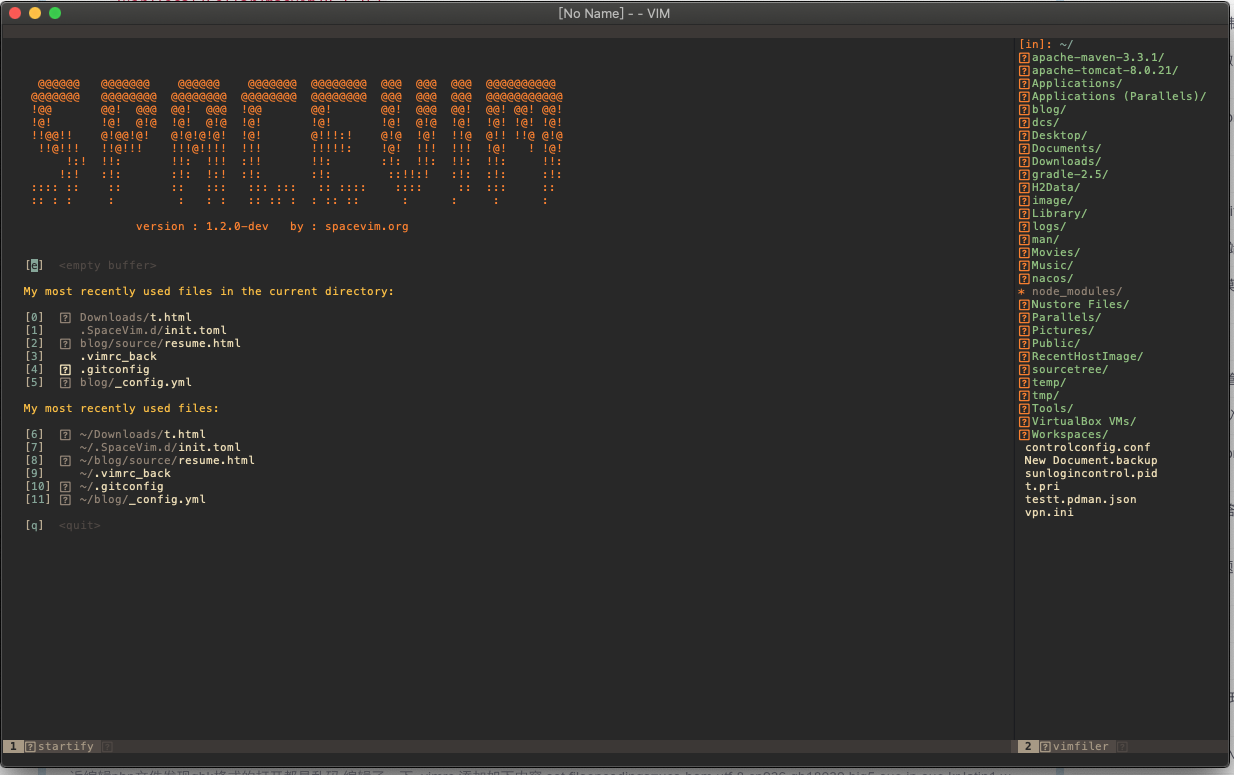 [No Name] - - VIM
version : 1.2.0-dev   by : spacevim.org
[e]  <empty buffer>
My most recently used files in the current directory:
[0]  Downloads/t.html
[1]  .SpaceVim.d/init.toml
[2]  blog/source/resume.html
[3]  .vimrc_back
[4]  .gitconfig
[5]  blog/_config.yml
My most recently used files:
[6]  ~/Downloads/t.html
[7]  ~/.SpaceVim.d/init.toml
[8]  ~/blog/source/resume.html
[9]  ~/.vimrc_back
[10]  ~/.gitconfig
[11]  ~/blog/_config.yml
[q]  <quit>
[in]: ~/
apache-maven-3.3.1/
apache-tomcat-8.0.21/
Applications/
Applications (Parallels)/
blog/
dcs/
Desktop/
Documents/
Downloads/
gradle-2.5/
H2Data/
image/
Library/
logs/
man/
Movies/
Music/
nacos/
* node_modules/
Nustore Files/
Parallels/
Pictures/
Public/
RecentHostImage/
sourcetree/
temp/
tmp/
Tools/
VirtualBox VMs/
Workspaces/
controlconfig.conf
New Document.backup
sunlogincontrol.pid
t.pri
testt.pdman.json
vpn.ini
1 startify
2 vimfiler